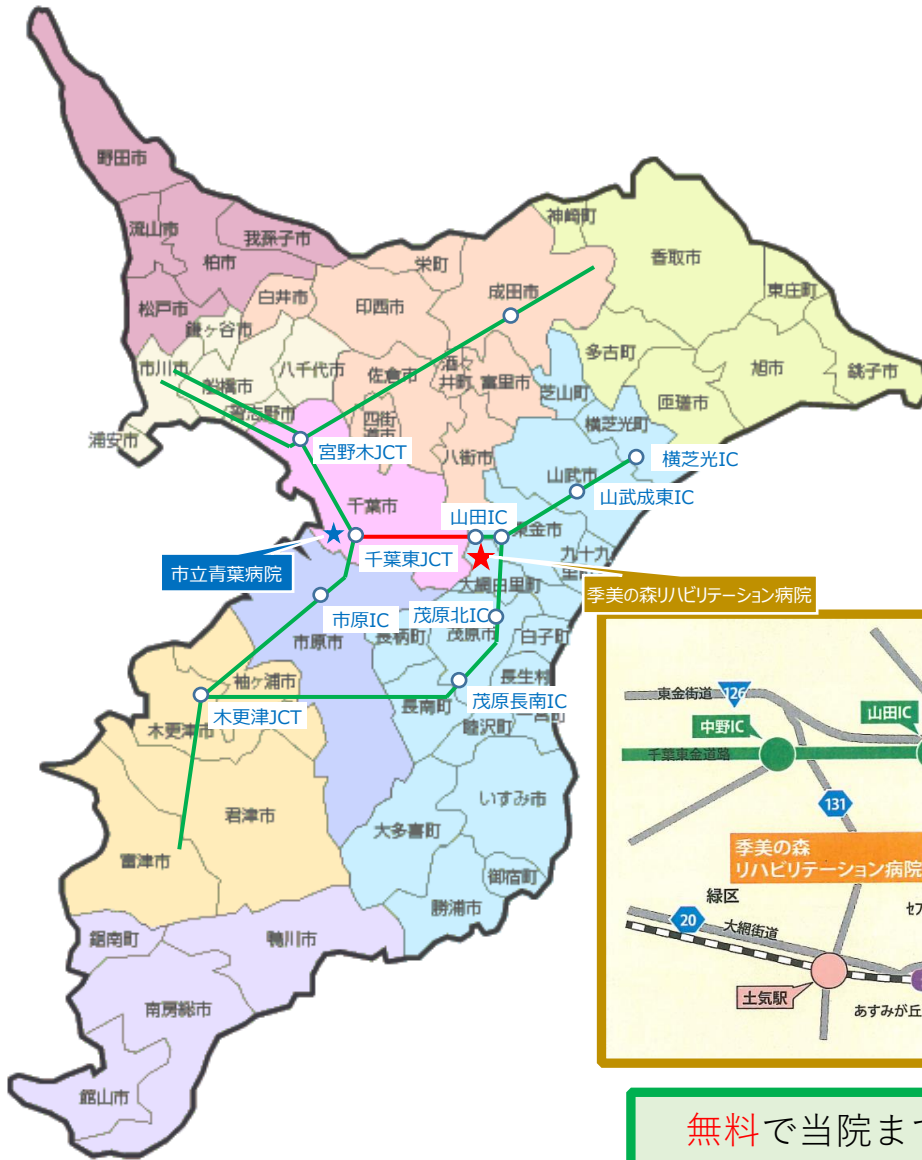 野田市
流山市
柏市
我孫子市
松戸市
鎌ヶ谷市
白井市
印西市
栄町
成田市
神崎町
香取市
東庄町
多古町
旭市
銚子市
匝瑳市
市川市
船橋市
八千代市
習志野市
浦安市
佐倉市
酒々
井町
富里市
四街
道市
八街市
芝山町
横芝光町
宮野木JCT
横芝光IC
山武市
山武成東IC
千葉市
山田IC
東金市
市立青葉病院
千葉東JCT
九十九
里町
大網白里町
季美の森リハビリテーション病院
市原IC
茂原北IC
市原市
長柄町
茂原市
白子町
長生村
一宮町
袖ヶ浦市
木更津JCT
木更津市
長南町
茂原長南IC
睦沢町
君津市
富津市
いすみ市
大多喜町
御宿町
勝浦市
鋸南町
鴨川市
南房総市
館山市
東金街道
126
中野IC
山田IC
千葉東金道路
131
季美の森
リハビリテーション病院
緑区
20
大網街道
土気駅
あすみが丘
無料で当院まで